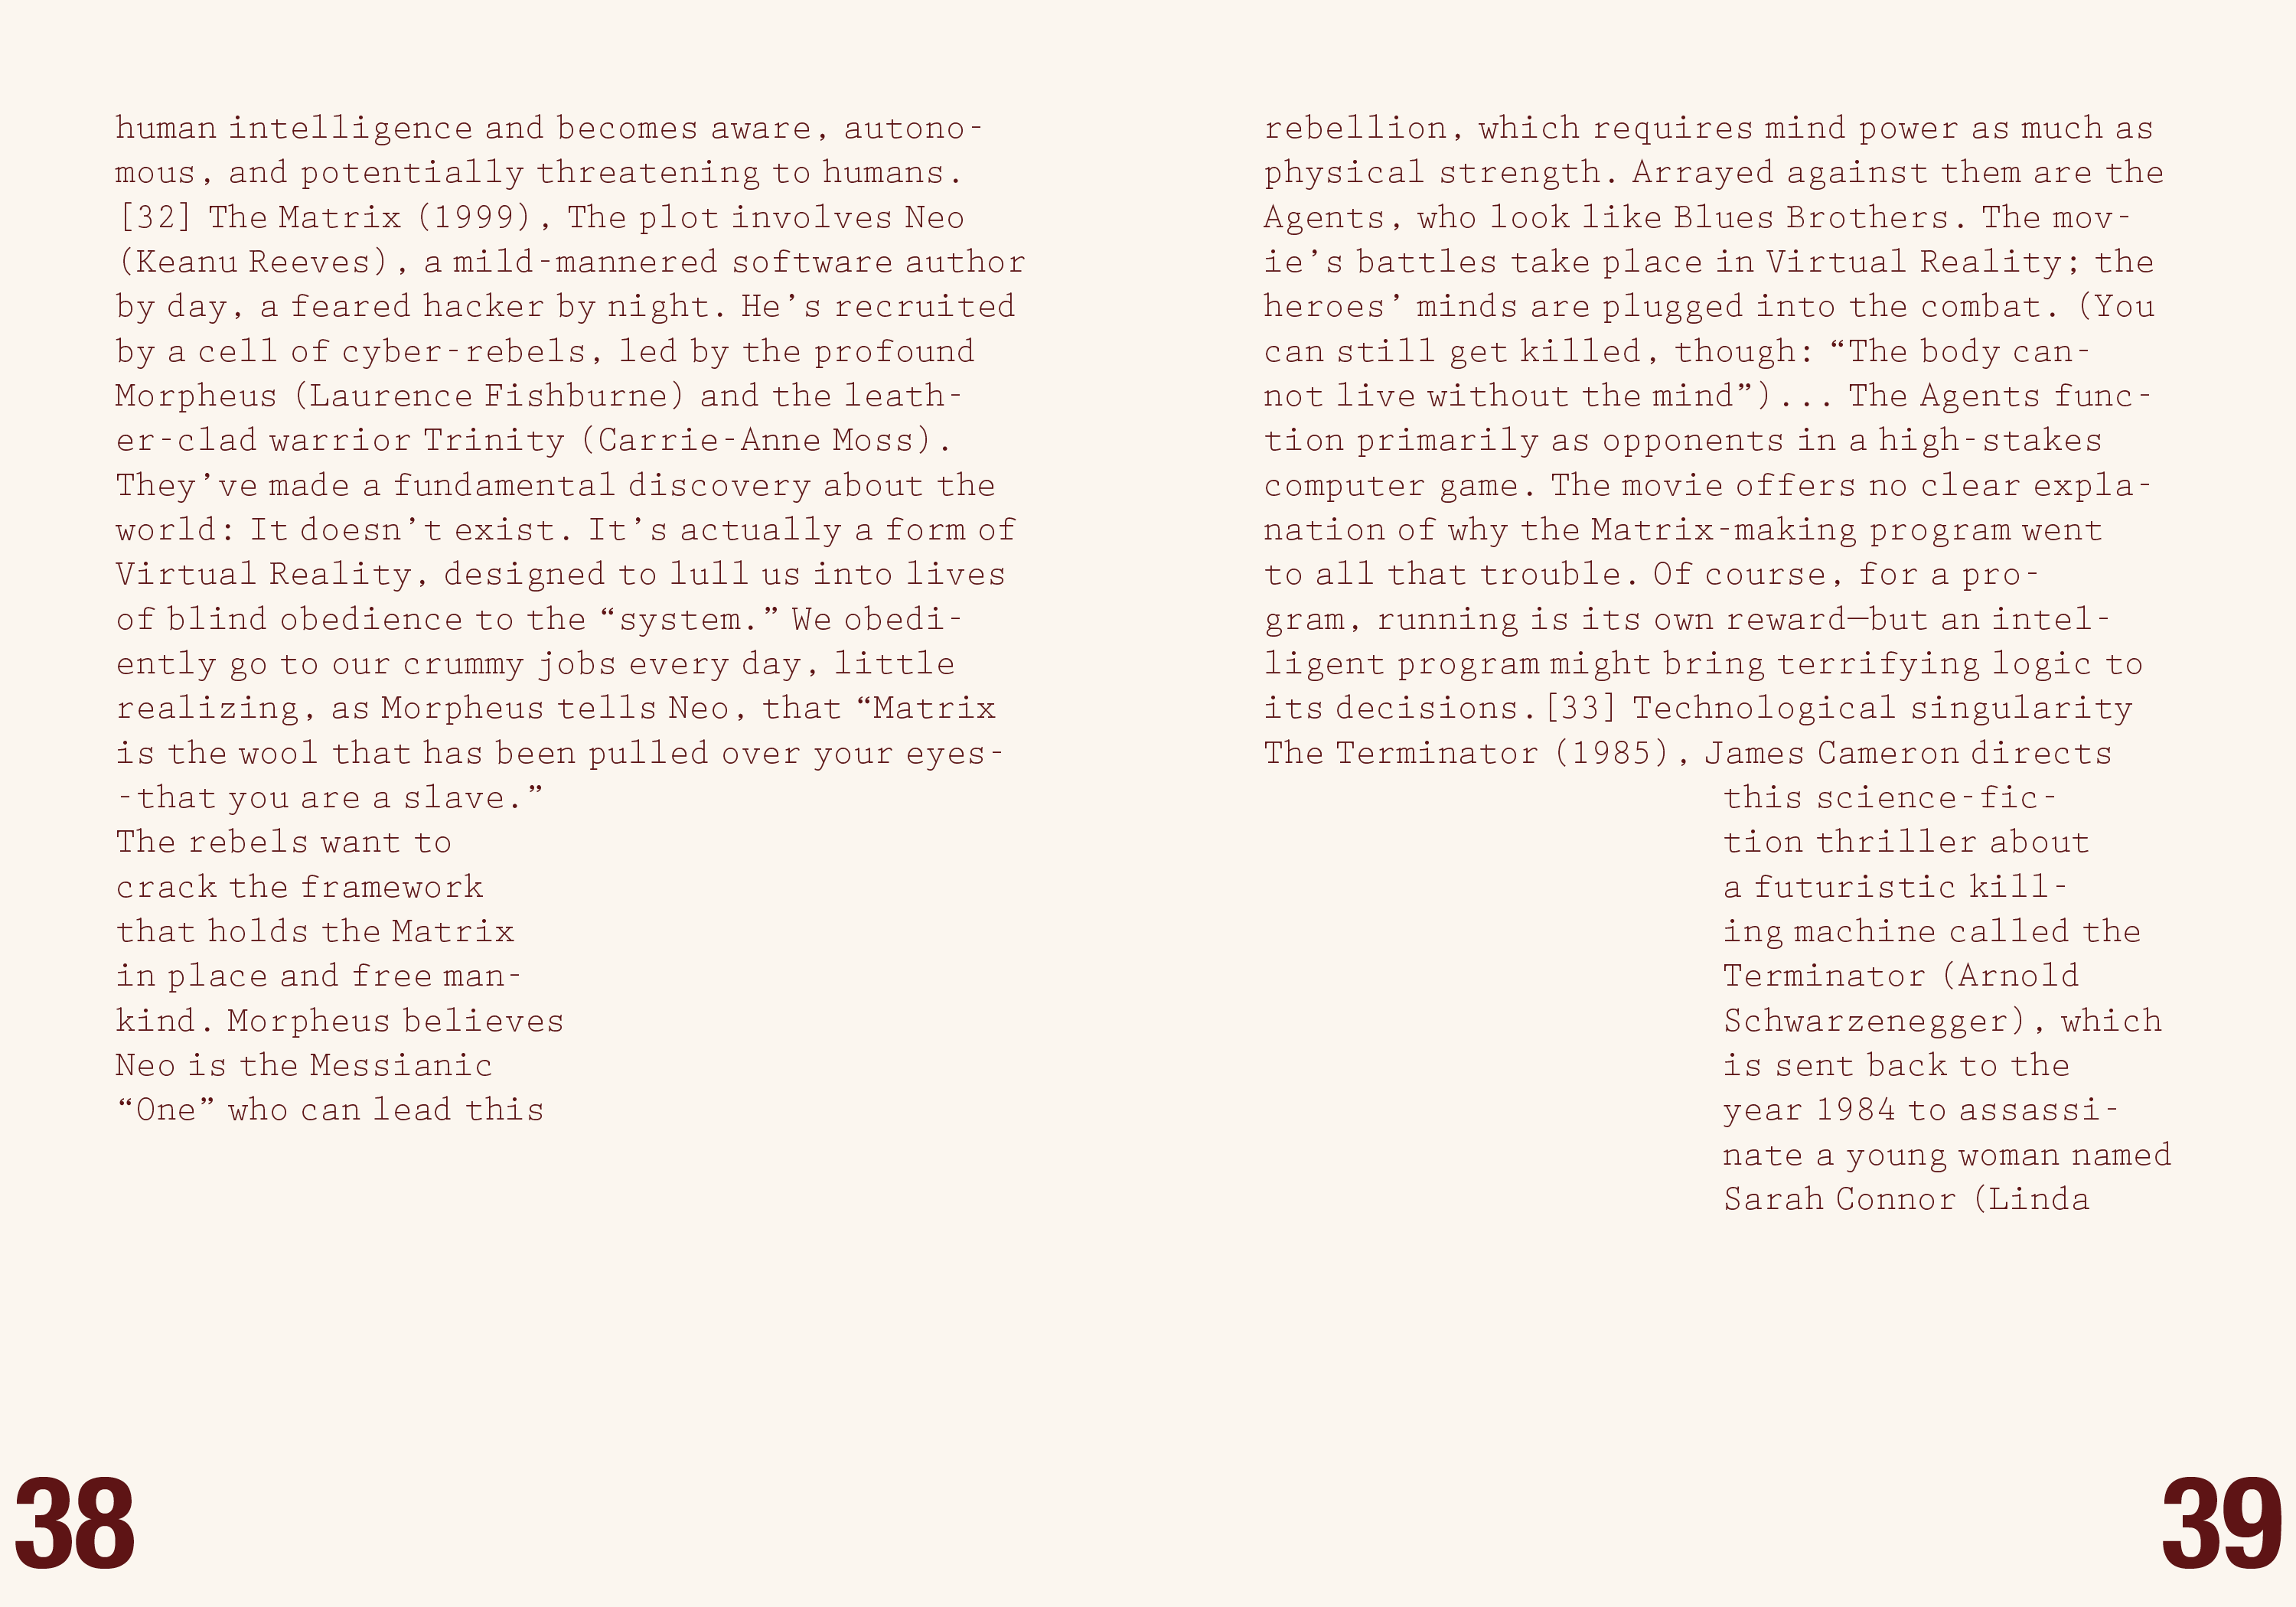 human intelligence and becomes aware, autono-
mous, and potentially threatening to humans.
[32] The Matrix (1999), The plot involves Neo
(Keanu Reeves), a mild-mannered software author
by day, a feared hacker by night. He’s recruited
by a cell of cyber-rebels, led by the profound
Morpheus (Laurence Fishburne) and the leath-
er-clad warrior Trinity (Carrie-Anne Moss).
They’ve made a fundamental discovery about the
world: It doesn’t exist. It’s actually a form of
Virtual Reality, designed to lull us into lives
of blind obedience to the “system.” We obedi-
ently go to our crummy jobs every day, little
realizing, as Morpheus tells Neo, that “Matrix
is the wool that has been pulled over your eyes-
-that you are a slave.”
The rebels want to
crack the framework
that holds the Matrix
in place and free man-
kind. Morpheus believes
Neo is the Messianic
“One” who can lead this
38
rebellion, which requires mind power as much as
physical strength. Arrayed against them are the
Agents, who look like Blues Brothers. The mov-
ie’s battles take place in Virtual Reality; the
heroes’ minds are plugged into the combat. (You
can still get killed, though: “The body can-
not live without the mind”)... The Agents func-
tion primarily as opponents in a high-stakes
computer game. The movie offers no clear expla-
nation of why the Matrix-making program went
to all that trouble. Of course, for a pro-
gram, running is its own reward—but an intel-
ligent program might bring terrifying logic to
its decisions.[33] Technological singularity
The Terminator (1985), James Cameron directs
this science-fic-
tion thriller about
a futuristic kill-
ing machine called the
Terminator (Arnold
Schwarzenegger), which
is sent back to the
year 1984 to assassi-
nate a young woman named
Sarah Connor (Linda
39